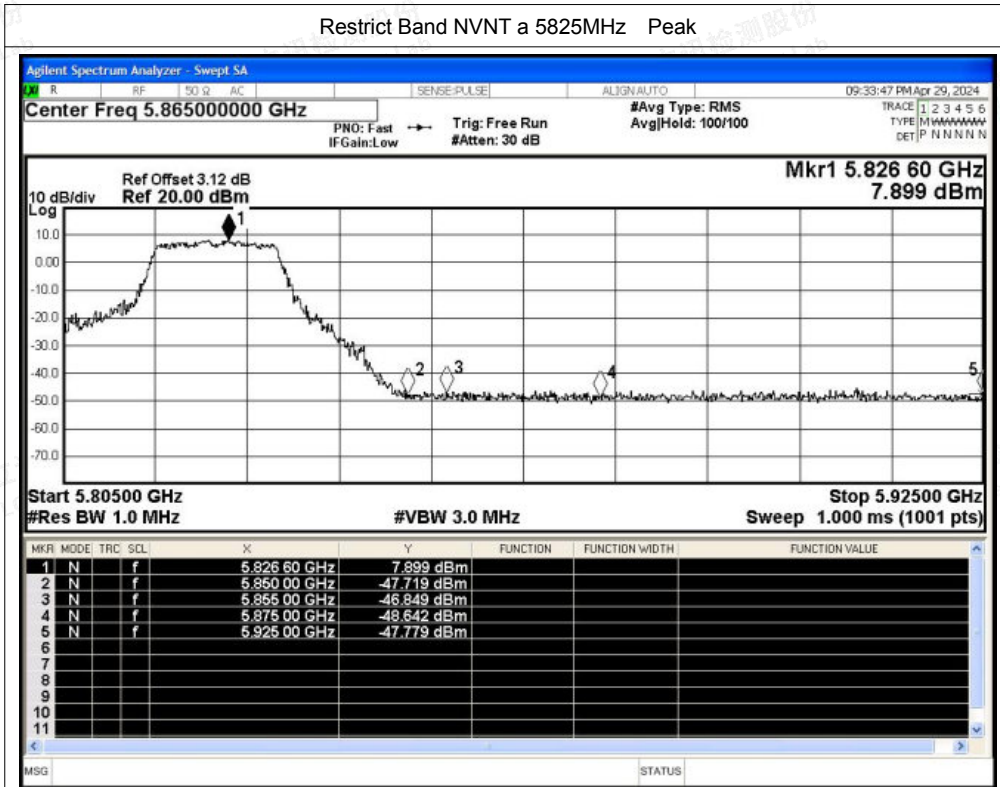 Restrict Band NVNT a 5825MHz Peak
Agilent Spectrum Analyzer - Swept SA
LXI R RF 50 Ω AC SENSE:PULSE ALIGN AUTO 09:33:47 PM Apr 29, 2024
Center Freq 5.865000000 GHz
PNO: Fast
IFGain:Low
Trig: Free Run
#Atten: 30 dB
#Avg Type: RMS
Avg|Hold: 100/100
TRACE 1 2 3 4 5 6
TYPE M WWWWW
DET P N N N N N
Mkr1 5.826 60 GHz
7.899 dBm
Ref Offset 3.12 dB
10 dB/div Ref 20.00 dBm
Log
10.0
0.00
-10.0
-20.0
-30.0
-40.0
-50.0
-60.0
-70.0
1
2
3
4
5
Start 5.80500 GHz Stop 5.92500 GHz
#Res BW 1.0 MHz #VBW 3.0 MHz Sweep 1.000 ms (1001 pts)
MKR MODE TRC SCL X Y FUNCTION FUNCTION WIDTH FUNCTION VALUE
1 N f 5.826 60 GHz 7.899 dBm
2 N f 5.850 00 GHz -47.719 dBm
3 N f 5.855 00 GHz -46.849 dBm
4 N f 5.875 00 GHz -48.642 dBm
5 N f 5.925 00 GHz -47.779 dBm
6
7
8
9
10
11
MSG STATUS